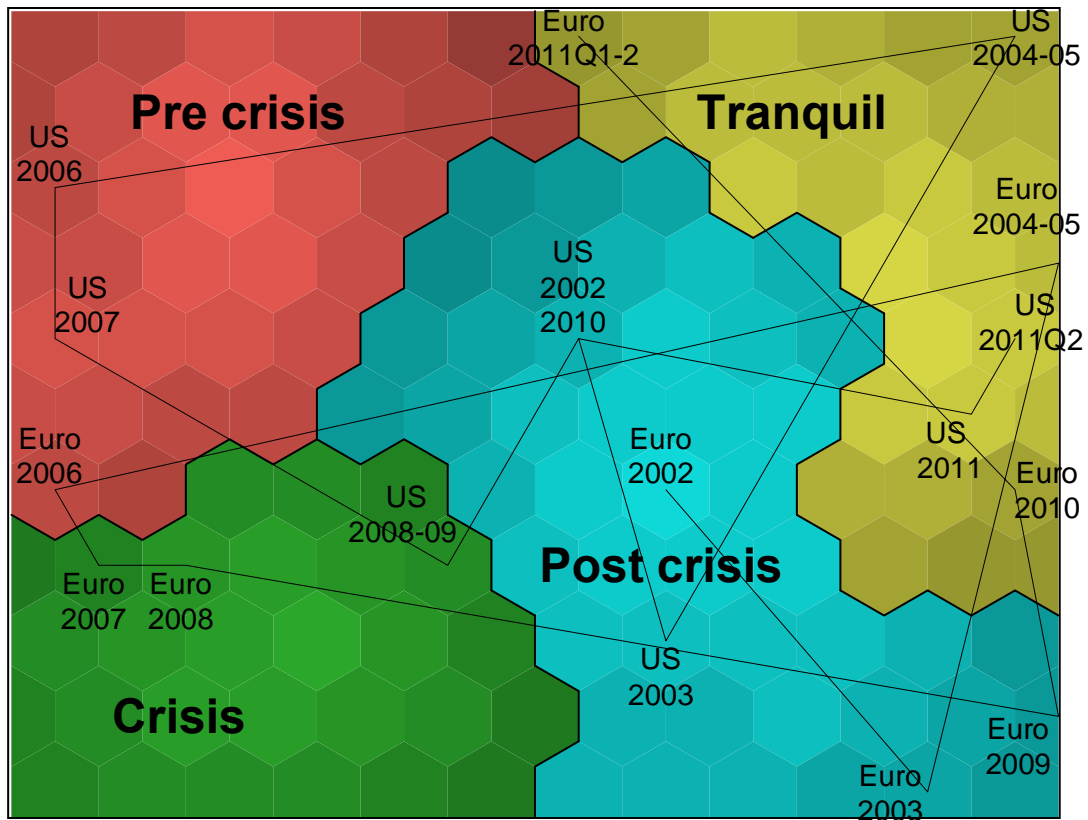 Euro
2011Q1-2
US
2004-05
Pre crisis
Tranquil
US
2006
Euro
2004-05
US
2002
2010
US
2007
US
2011Q2
Euro
2006
Euro
2002
US
2011
Euro
2010
US
2008-09
Post crisis
Euro
2007
Euro
2008
US
2003
Crisis
Euro
2009
Euro
2003